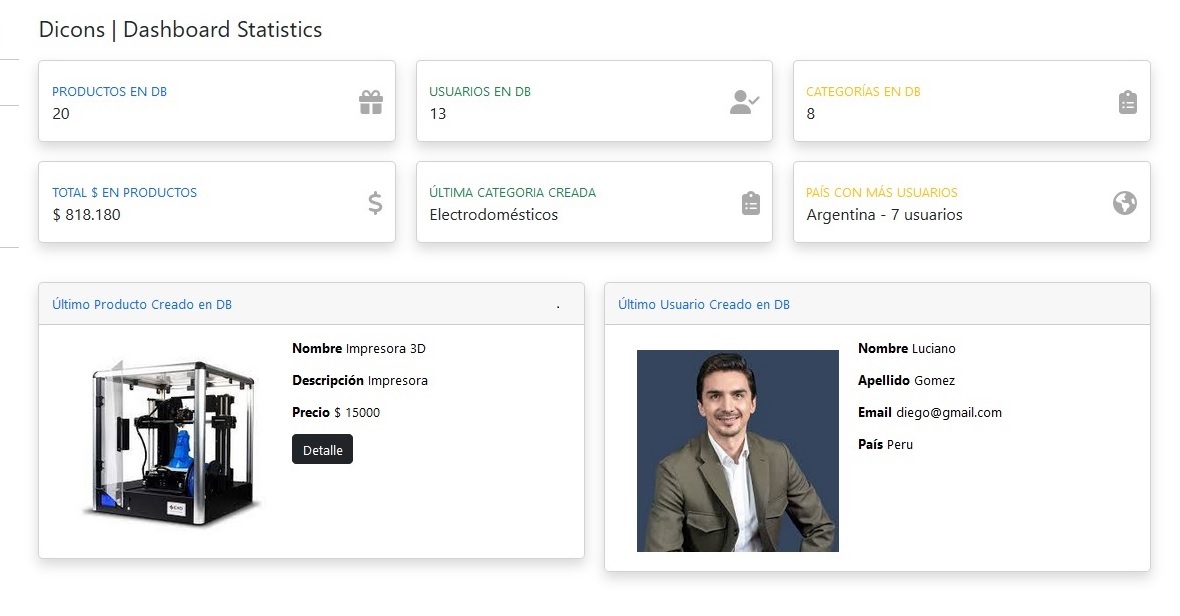 Dicons | Dashboard Statistics
PRODUCTOS EN DB
20
USUARIOS EN DB
13
CATEGORÍAS EN DB
8
TOTAL $ EN PRODUCTOS
$ 818.180
ÚLTIMA CATEGORIA CREADA
Electrodomésticos
PAÍS CON MÁS USUARIOS
Argentina - 7 usuarios
Último Producto Creado en DB .
Nombre Impresora 3D
Descripción Impresora
Precio $ 15000
Detalle
Último Usuario Creado en DB
Nombre Luciano
Apellido Gomez
Email diego@gmail.com
País Peru